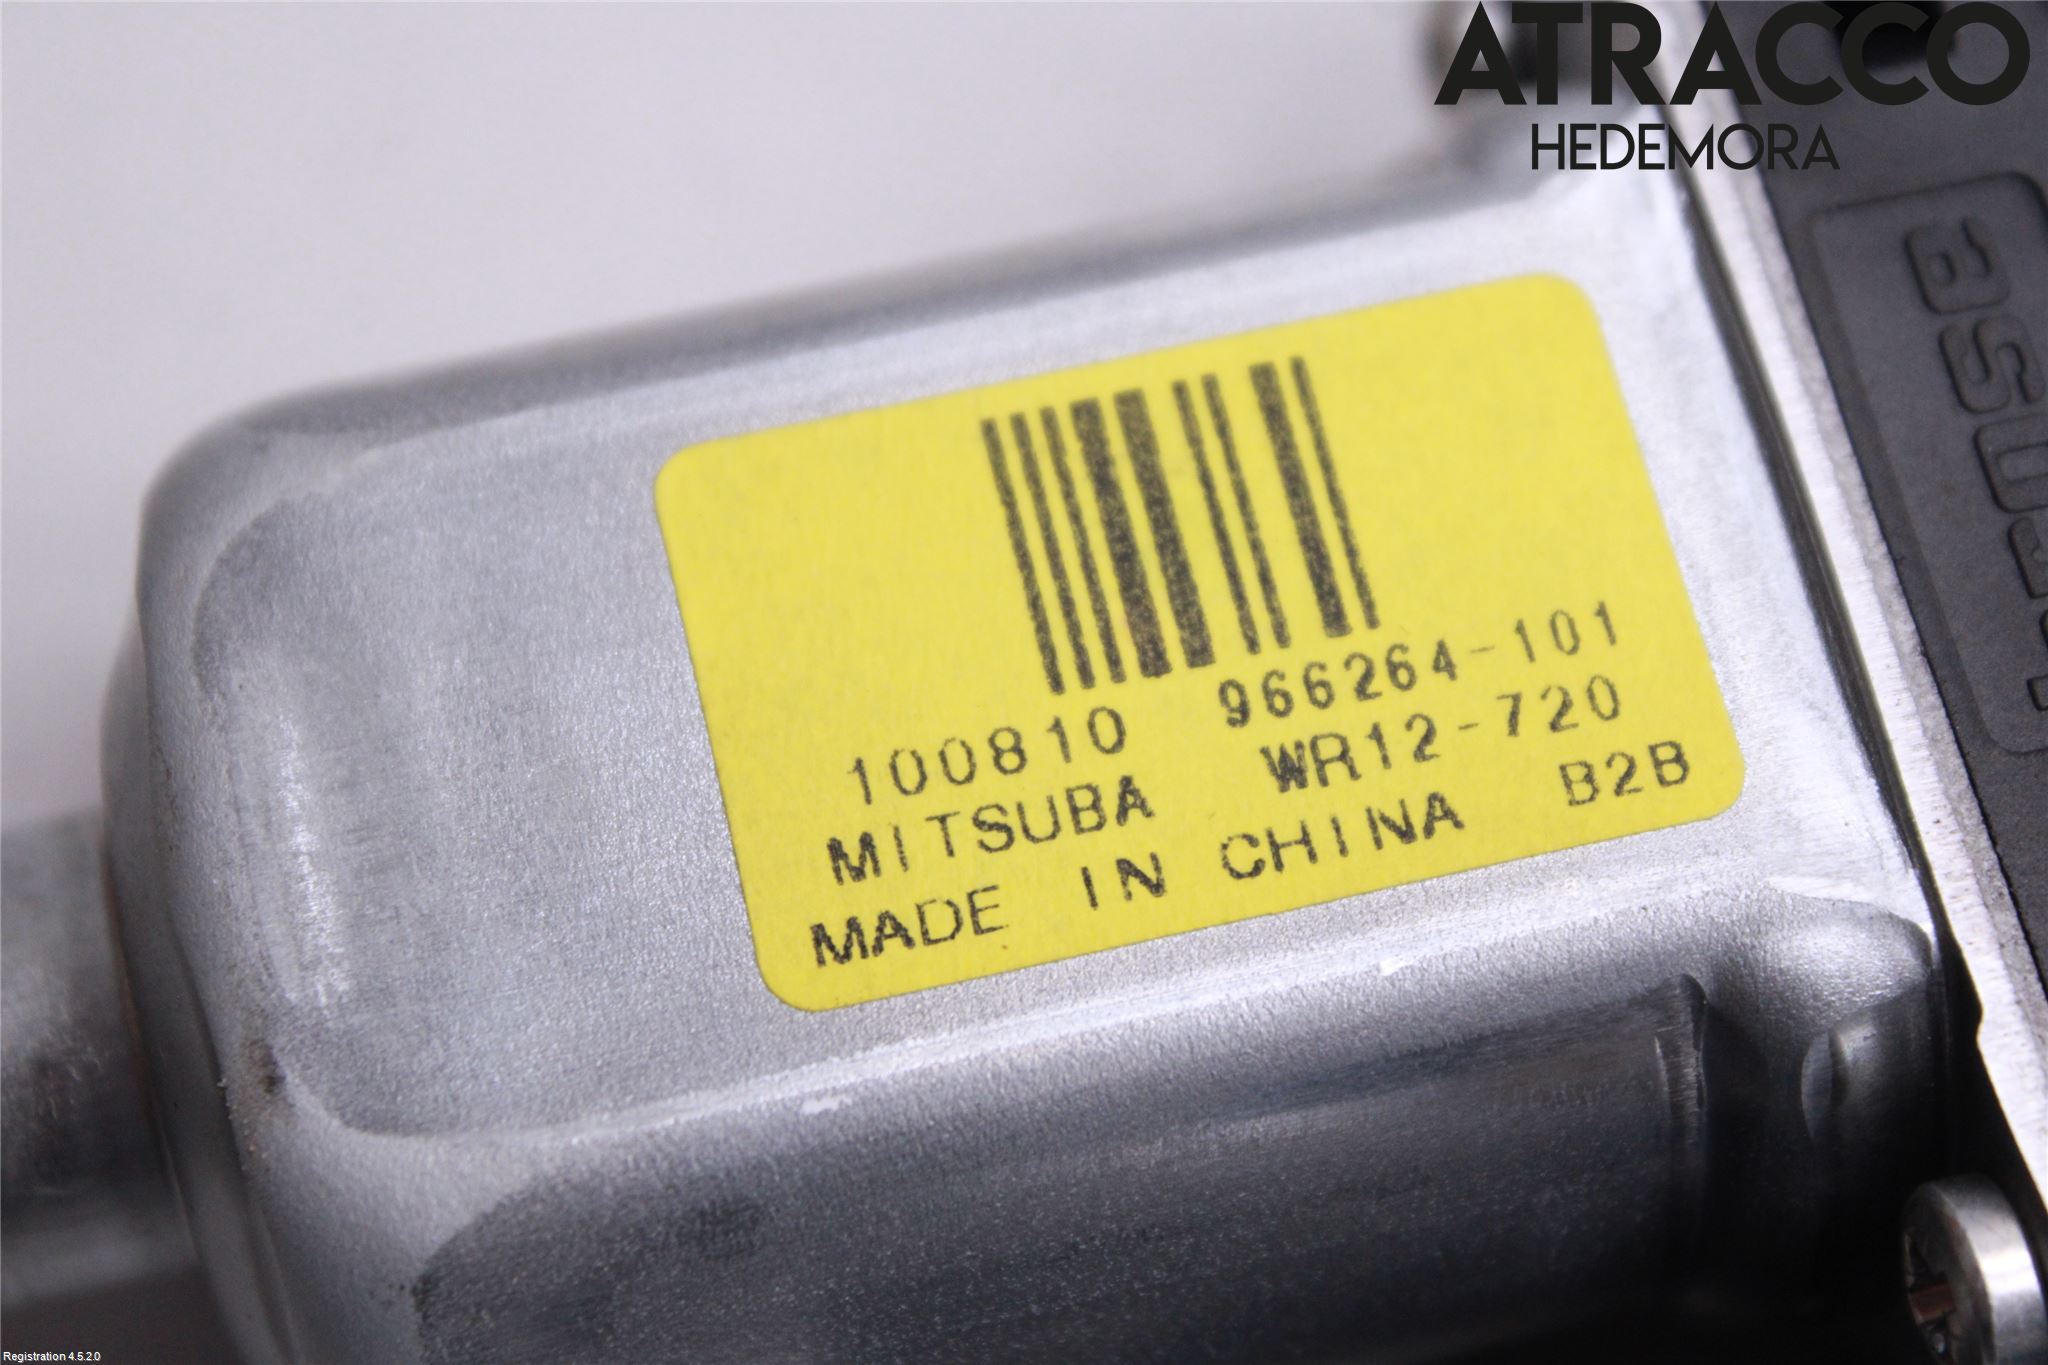 ATRACCO
HEDEMORA
100810 966264-101
MITSUBA WR12-720
MADE IN CHINA B2B
Registration 4.5.2.0